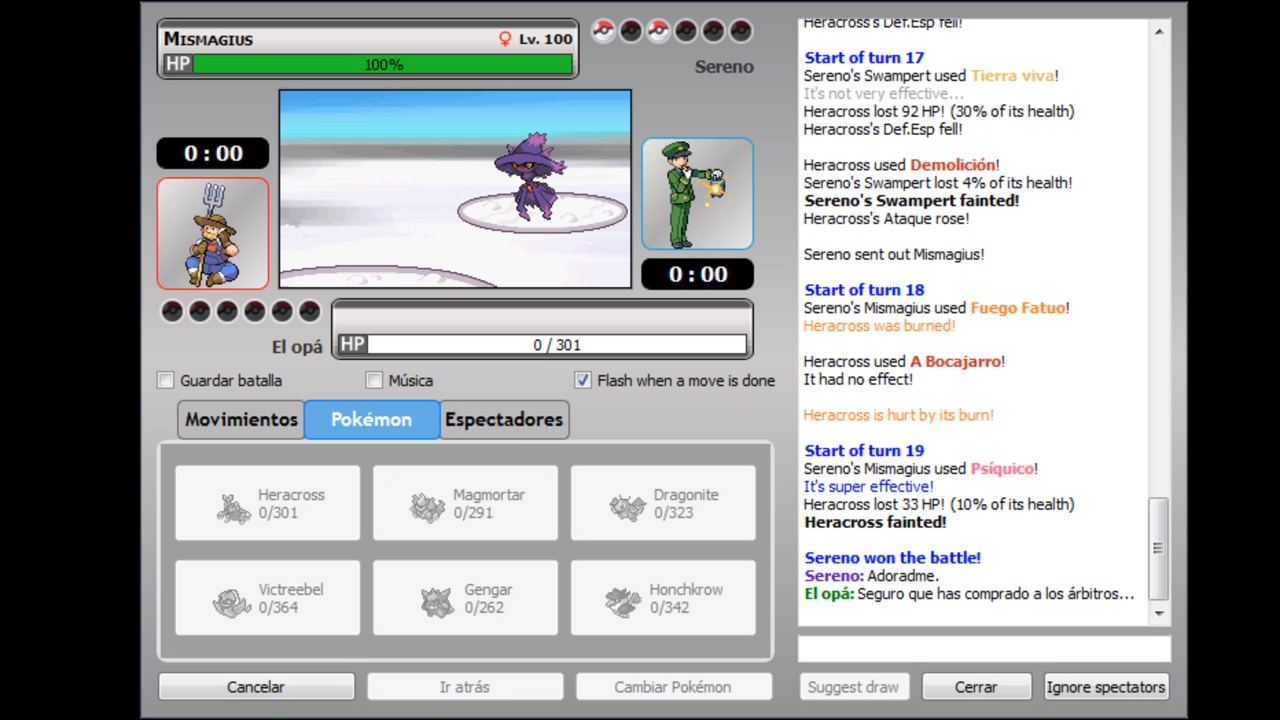 MISMAGIUS ♀ Lv. 100
HP 100%
Sereno
0 : 00
0 : 00
El opá
HP 0 / 301
Guardar batalla
Música
Flash when a move is done
Movimientos
Pokémon
Espectadores
Heracross
0/301
Magmortar
0/291
Dragonite
0/323
Victreebel
0/364
Gengar
0/262
Honchkrow
0/342
Cancelar
Ir atrás
Cambiar Pokémon
Heracross's Def.Esp fell!
Start of turn 17
Sereno's Swampert used Tierra viva!
It's not very effective...
Heracross lost 92 HP! (30% of its health)
Heracross's Def.Esp fell!
Heracross used Demolición!
Sereno's Swampert lost 4% of its health!
Sereno's Swampert fainted!
Heracross's Ataque rose!
Sereno sent out Mismagius!
Start of turn 18
Sereno's Mismagius used Fuego Fatuo!
Heracross was burned!
Heracross used A Bocajarro!
It had no effect!
Heracross is hurt by its burn!
Start of turn 19
Sereno's Mismagius used Psíquico!
It's super effective!
Heracross lost 33 HP! (10% of its health)
Heracross fainted!
Sereno won the battle!
Sereno: Adoradme.
El opá: Seguro que has comprado a los árbitros...
Suggest draw
Cerrar
Ignore spectators